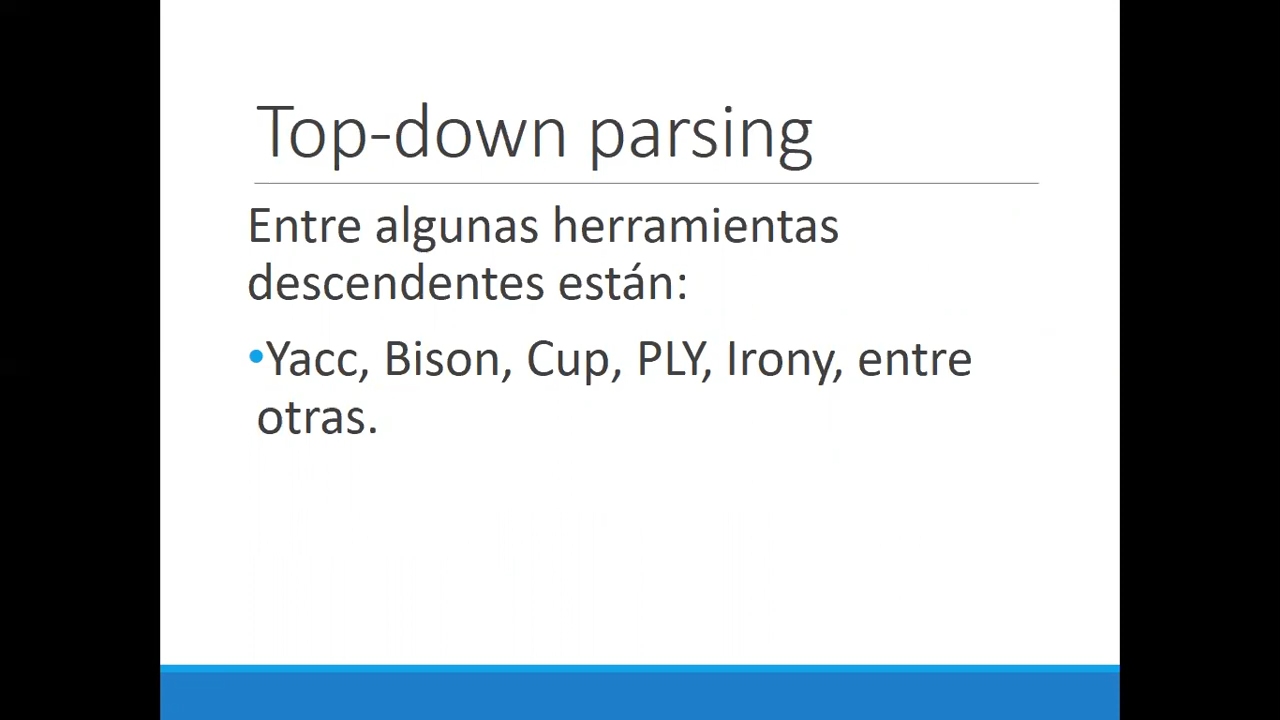 Top-down parsing
Entre algunas herramientas
descendentes están:
•Yacc, Bison, Cup, PLY, Irony, entre
otras.